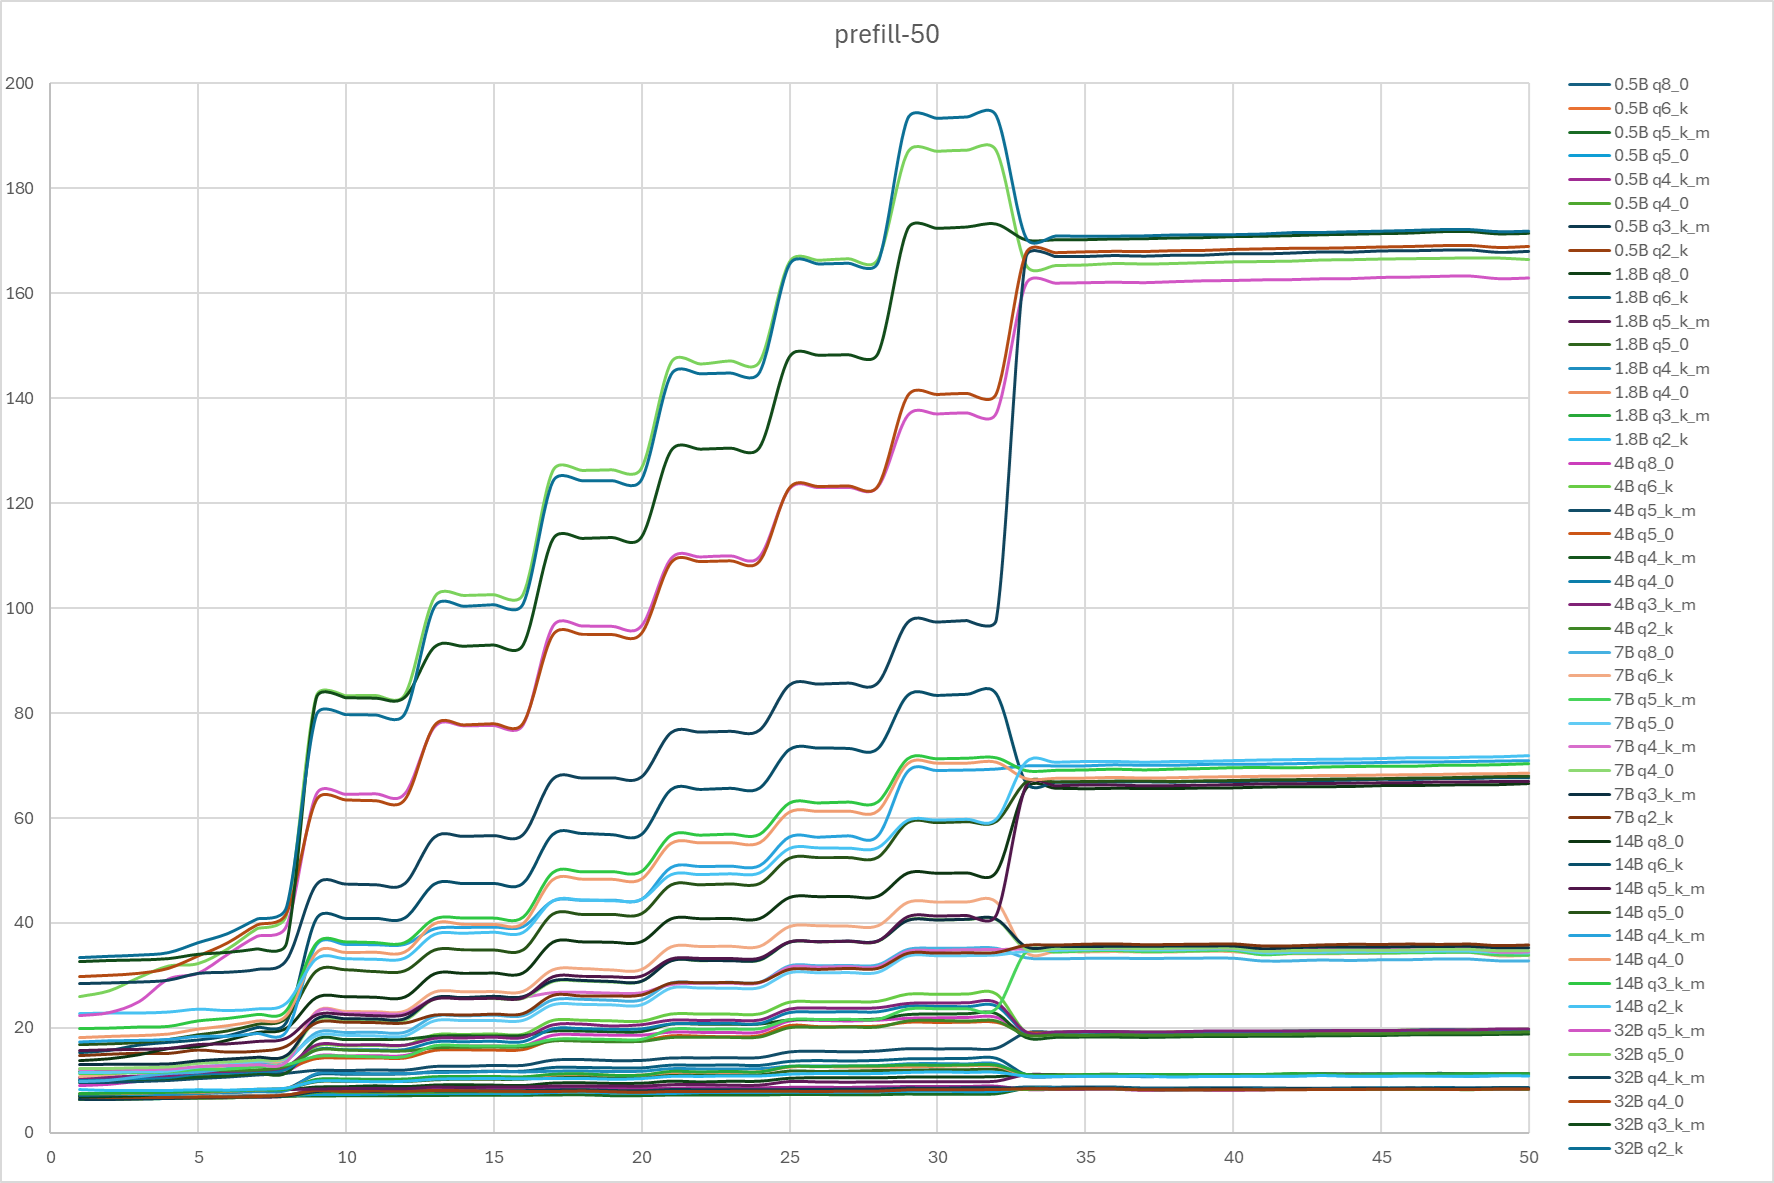 prefill-50
200
180
160
140
120
100
80
60
40
20
0
0 5 10 15 20 25 30 35 40 45 50
0.5B q8_0
0.5B q6_k
0.5B q5_k_m
0.5B q5_0
0.5B q4_k_m
0.5B q4_0
0.5B q3_k_m
0.5B q2_k
1.8B q8_0
1.8B q6_k
1.8B q5_k_m
1.8B q5_0
1.8B q4_k_m
1.8B q4_0
1.8B q3_k_m
1.8B q2_k
4B q8_0
4B q6_k
4B q5_k_m
4B q5_0
4B q4_k_m
4B q4_0
4B q3_k_m
4B q2_k
7B q8_0
7B q6_k
7B q5_k_m
7B q5_0
7B q4_k_m
7B q4_0
7B q3_k_m
7B q2_k
14B q8_0
14B q6_k
14B q5_k_m
14B q5_0
14B q4_k_m
14B q4_0
14B q3_k_m
14B q2_k
32B q5_k_m
32B q5_0
32B q4_k_m
32B q4_0
32B q3_k_m
32B q2_k